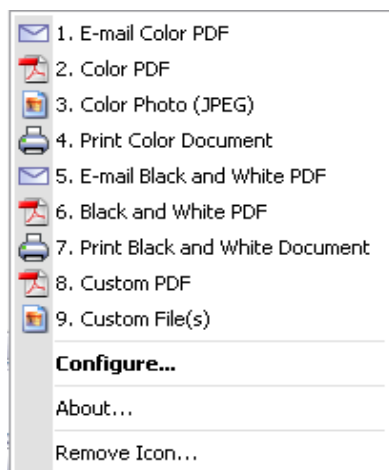 1. E-mail Color PDF
2. Color PDF
3. Color Photo (JPEG)
4. Print Color Document
5. E-mail Black and White PDF
6. Black and White PDF
7. Print Black and White Document
8. Custom PDF
9. Custom File(s)
Configure...
About...
Remove Icon...